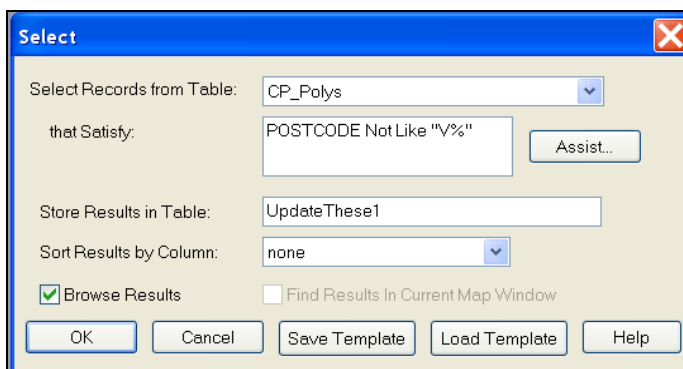 Select
Select Records from Table: CP_Polys
that Satisfy: POSTCODE Not Like "V%"
Assist...
Store Results in Table: UpdateThese1
Sort Results by Column: none
Browse Results Find Results In Current Map Window
OK Cancel Save Template Load Template Help